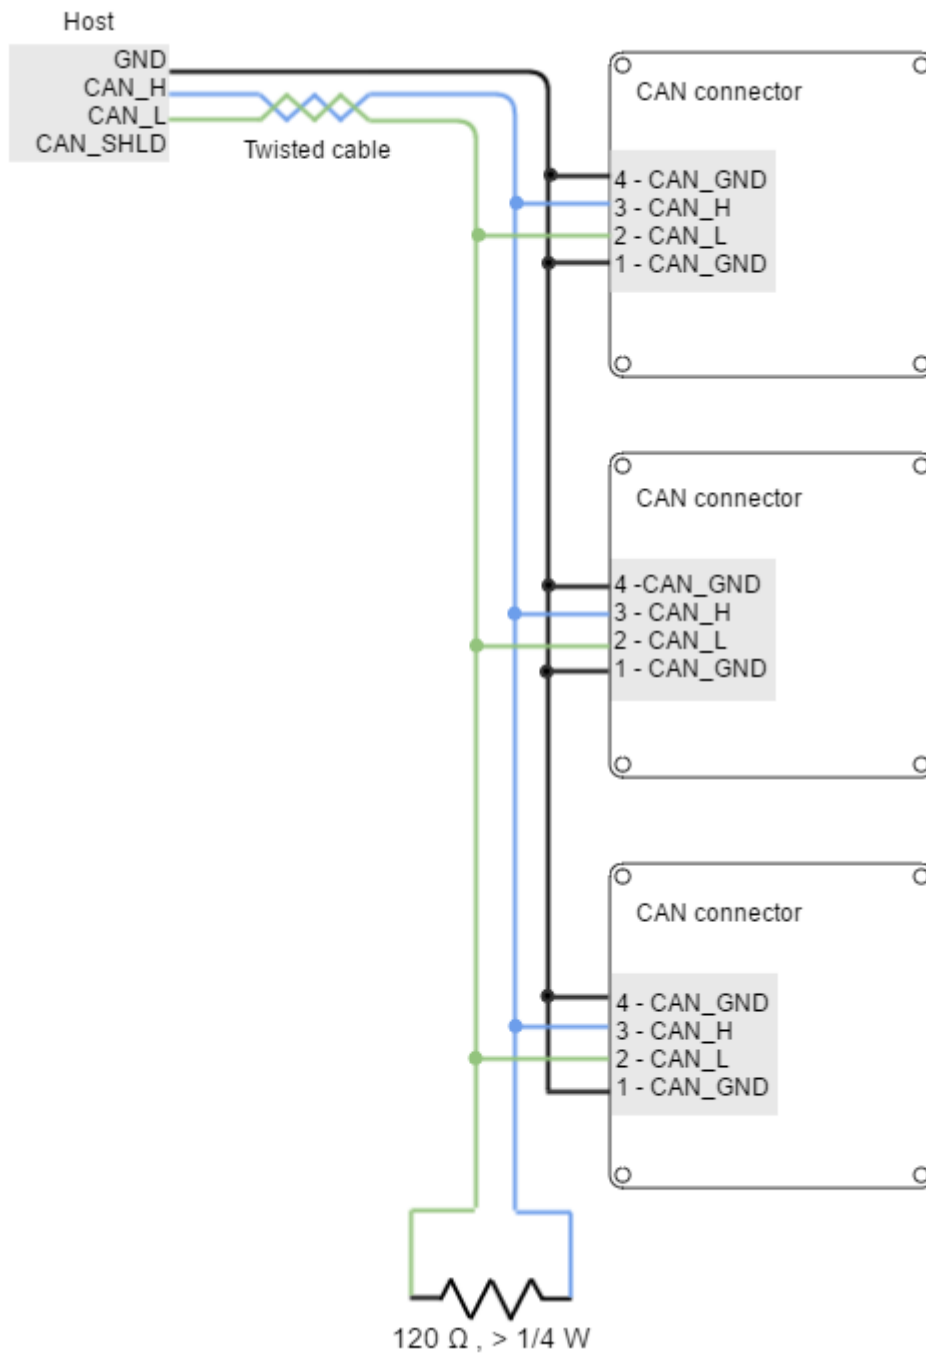 Host
GND
CAN_H
CAN_L
CAN_SHLD
Twisted cable
CAN connector
4 - CAN_GND
3 - CAN_H
2 - CAN_L
1 - CAN_GND
CAN connector
4 -CAN_GND
3 - CAN_H
2 - CAN_L
1 - CAN_GND
CAN connector
4 - CAN_GND
3 - CAN_H
2 - CAN_L
1 - CAN_GND
120 Ω , > 1/4 W